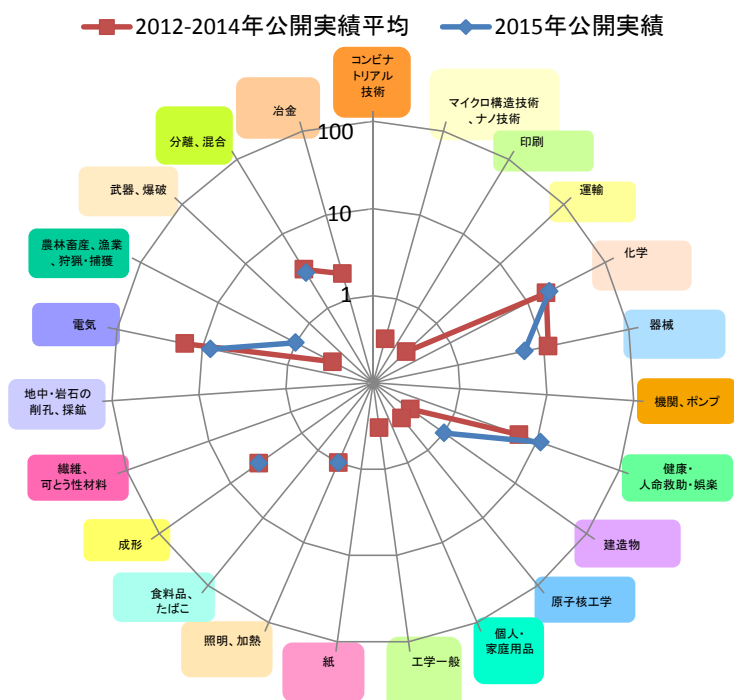 2012-2014年公開実績平均
2015年公開実績
コンビナ
トリアル
技術
マイクロ構造技術
、ナノ技術
印刷
運輸
化学
器械
機関、ポンプ
健康・
人命救助・娯楽
建造物
原子核工学
個人・
家庭用品
工学一般
紙
照明、加熱
食料品、
たばこ
成形
繊維、
可とう性材料
地中・岩石の
削孔、採鉱
電気
農林畜産、漁業
、狩猟・捕獲
武器、爆破
分離、混合
冶金
100
10
1